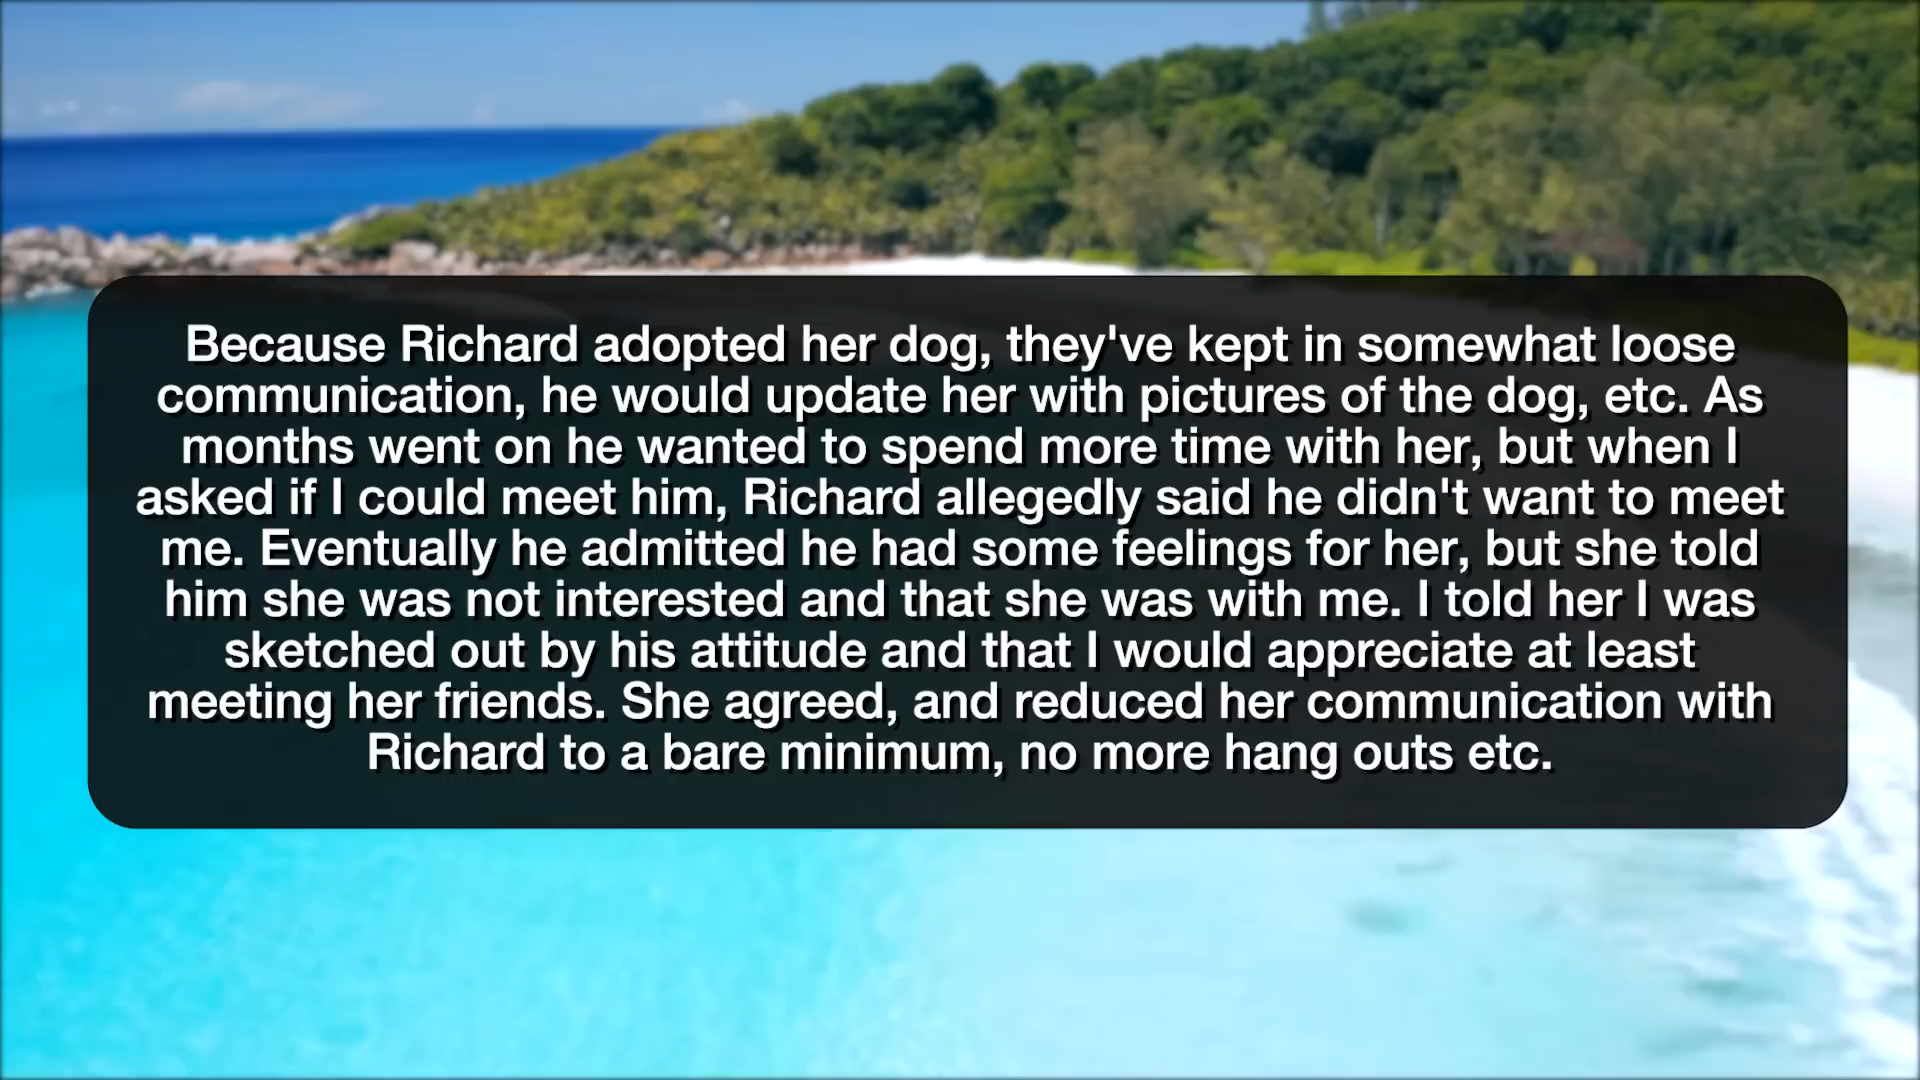 Because Richard adopted her dog, they've kept in somewhat loose
communication, he would update her with pictures of the dog, etc. As
months went on he wanted to spend more time with her, but when I
asked if I could meet him, Richard allegedly said he didn't want to meet
me. Eventually he admitted he had some feelings for her, but she told
him she was not interested and that she was with me. I told her I was
sketched out by his attitude and that I would appreciate at least
meeting her friends. She agreed, and reduced her communication with
Richard to a bare minimum, no more hang outs etc.